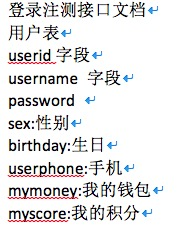 登录注测接口文档
用户表
userid 字段
username 字段
password
sex:性别
birthday:生日
userphone:手机
mymoney:我的钱包
myscore:我的积分